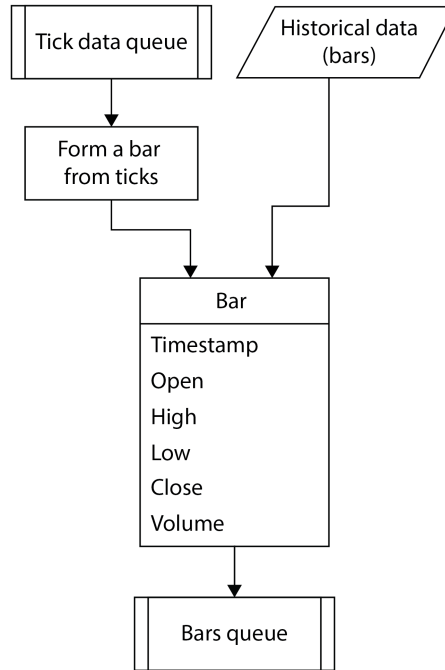 Tick data queue
Historical data
(bars)
Form a bar
from ticks
Bar
Timestamp
Open
High
Low
Close
Volume
Bars queue